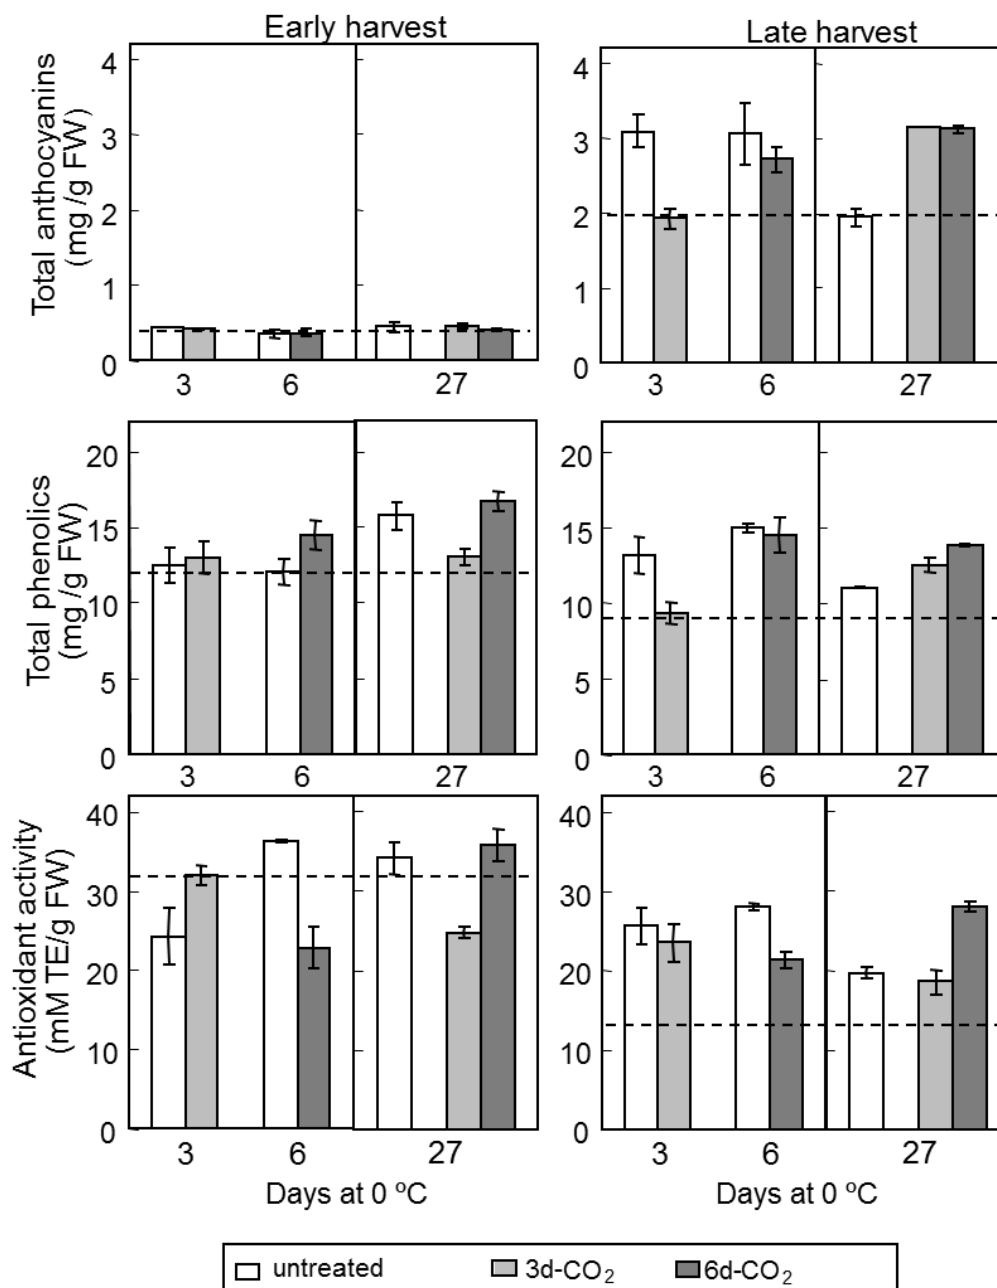 Early harvest
Late harvest
Total anthocyanins
(mg /g FW)
4
3
2
1
0
3 6 27
4
3
2
1
0
3 6 27
Total phenolics
(mg /g FW)
20
15
10
5
0
3 6 27
20
15
10
5
0
3 6 27
Antioxidant activity
(mM TE/g FW)
40
30
20
10
0
3 6 27
40
30
20
10
0
3 6 27
Days at 0 ºC
Days at 0 ºC
untreated 3d-CO₂ 6d-CO₂